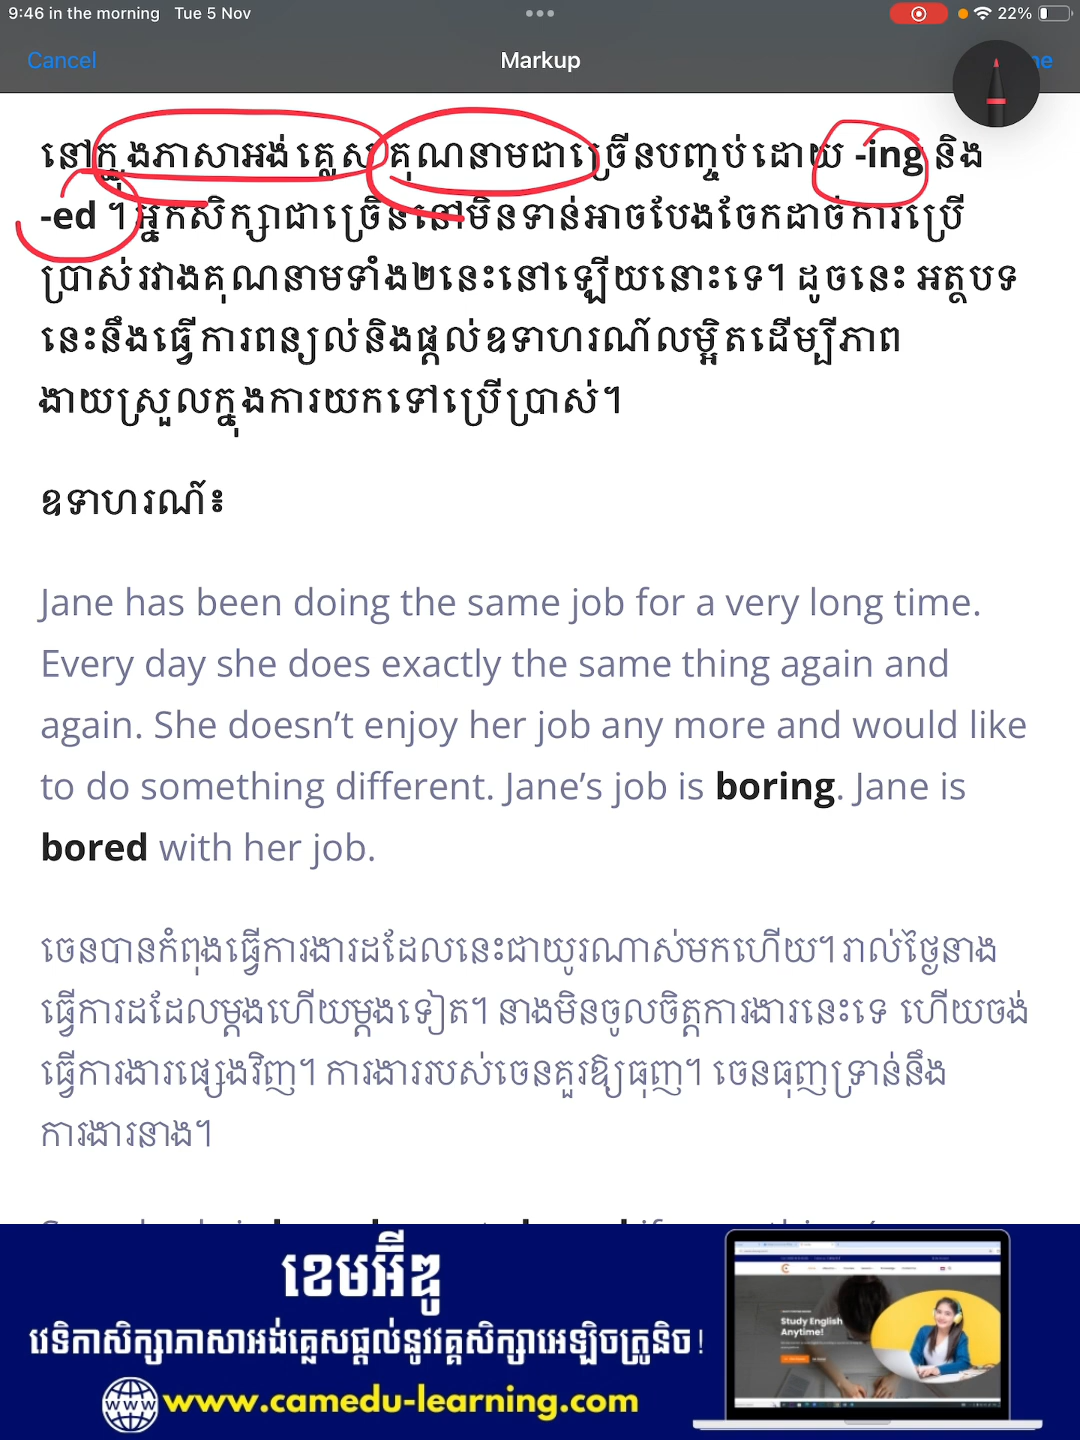 9:46 in the morning Tue 5 Nov
22%
Cancel
Markup
នៅក្នុងភាសាអង់គ្លេស គុណនាមជាច្រើនបញ្ចប់ដោយ -ing និង
-ed ។ អ្នកសិក្សាជាច្រើននៅមិនទាន់អាចបែងចែកដាច់ការប្រើ
ប្រាស់រវាងគុណនាមទាំង២នេះនៅឡើយនោះទេ។ ដូចនេះ អត្ថបទ
នេះនឹងធ្វើការពន្យល់និងផ្តល់ឧទាហរណ៍លម្អិតដើម្បីភាព
ងាយស្រួលក្នុងការយកទៅប្រើប្រាស់។
ឧទាហរណ៍៖
Jane has been doing the same job for a very long time.
Every day she does exactly the same thing again and
again. She doesn’t enjoy her job any more and would like
to do something different. Jane’s job is boring. Jane is
bored with her job.
ចេនបានកំពុងធ្វើការងារដដែលនេះជាយូរណាស់មកហើយ។ រាល់ថ្ងៃនាង
ធ្វើការដដែលម្តងហើយម្តងទៀត។ នាងមិនចូលចិត្តការងារនេះទេ ហើយចង់
ធ្វើការងារផ្សេងវិញ។ ការងាររបស់ចេនគួរឱ្យធុញ។ ចេនធុញទ្រាន់នឹង
ការងារនាង។
ខេមអ៊ីឌូ
វេទិកាសិក្សាភាសាអង់គ្លេសផ្តល់នូវវគ្គសិក្សាអេឡិចត្រូនិច!
www.camedu-learning.com
Study English
Anytime!